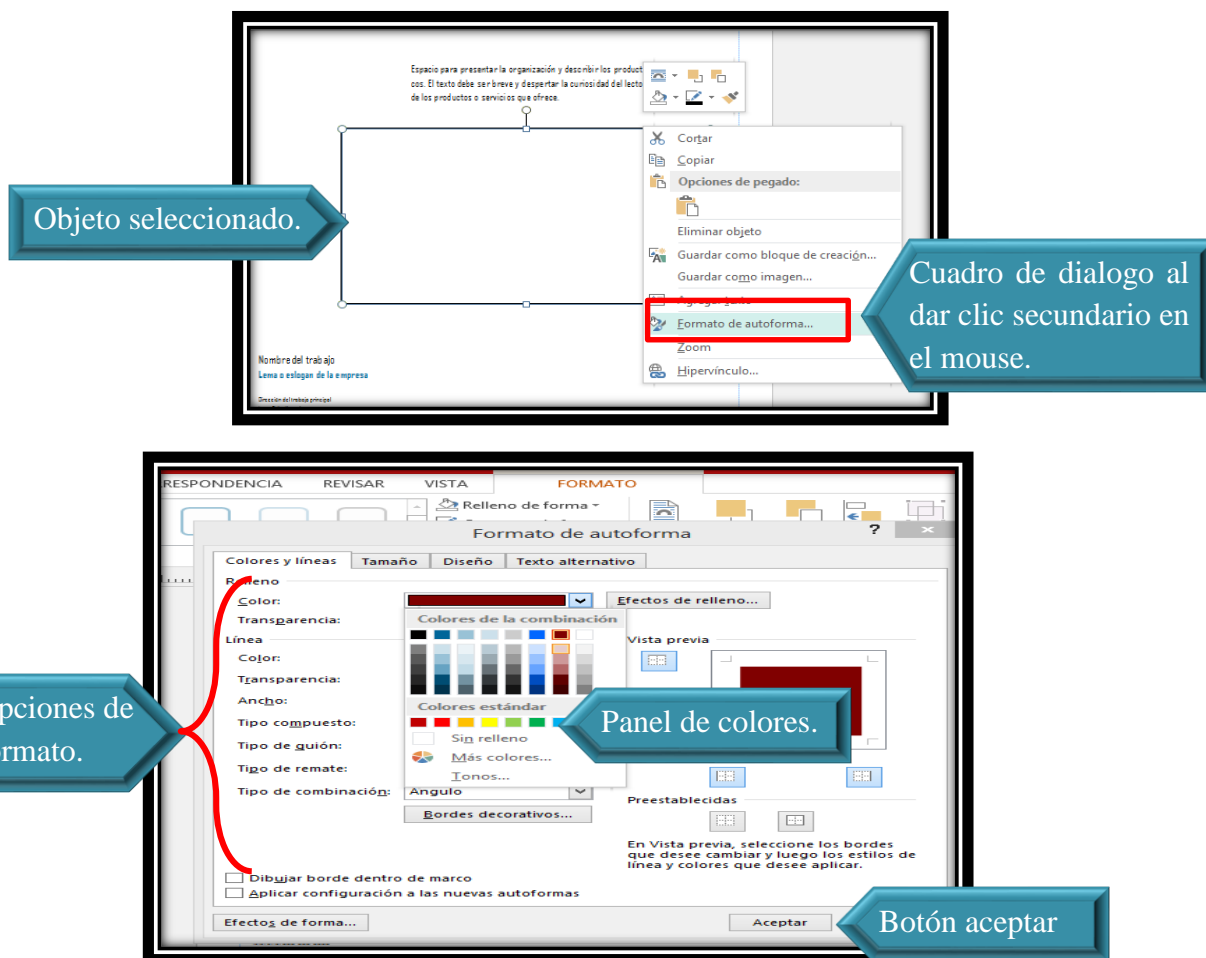 Espacio para presentar la organización y describir los product
cos. El texto debe ser breve y despertar la curiosidad del lecto
de los productos o servicios que ofrece.
Cortar
Copiar
Opciones de pegado:
Eliminar objeto
Guardar como bloque de creación...
Guardar como imagen...
Formato de autoforma...
Zoom
Hipervínculo...
Objeto seleccionado.
Cuadro de dialogo al
dar clic secundario en
el mouse.
Nombre del trabajo
Lema o eslogan de la empresa
Dirección del trabajo principal
RESPONDENCIA REVISAR VISTA FORMATO
Relleno de forma
Formato de autoforma ? ×
Colores y líneas Tamaño Diseño Texto alternativo
Relleno
Color: Efectos de relleno...
Transparencia: Colores de la combinación
Línea Vista previa
Color:
Transparencia:
Ancho: Colores estándar
Tipo compuesto:
Sin relleno
Tipo de guión:
Más colores...
Tipo de remate:
Tonos...
Tipo de combinación: Ángulo
Preestablecidas
Bordes decorativos...
En Vista previa, seleccione los bordes
que desee cambiar y luego los estilos de
línea y colores que desee aplicar.
Dibujar borde dentro de marco
Aplicar configuración a las nuevas autoformas
Efectos de forma... Aceptar
pciones de
ormato.
Panel de colores.
Botón aceptar